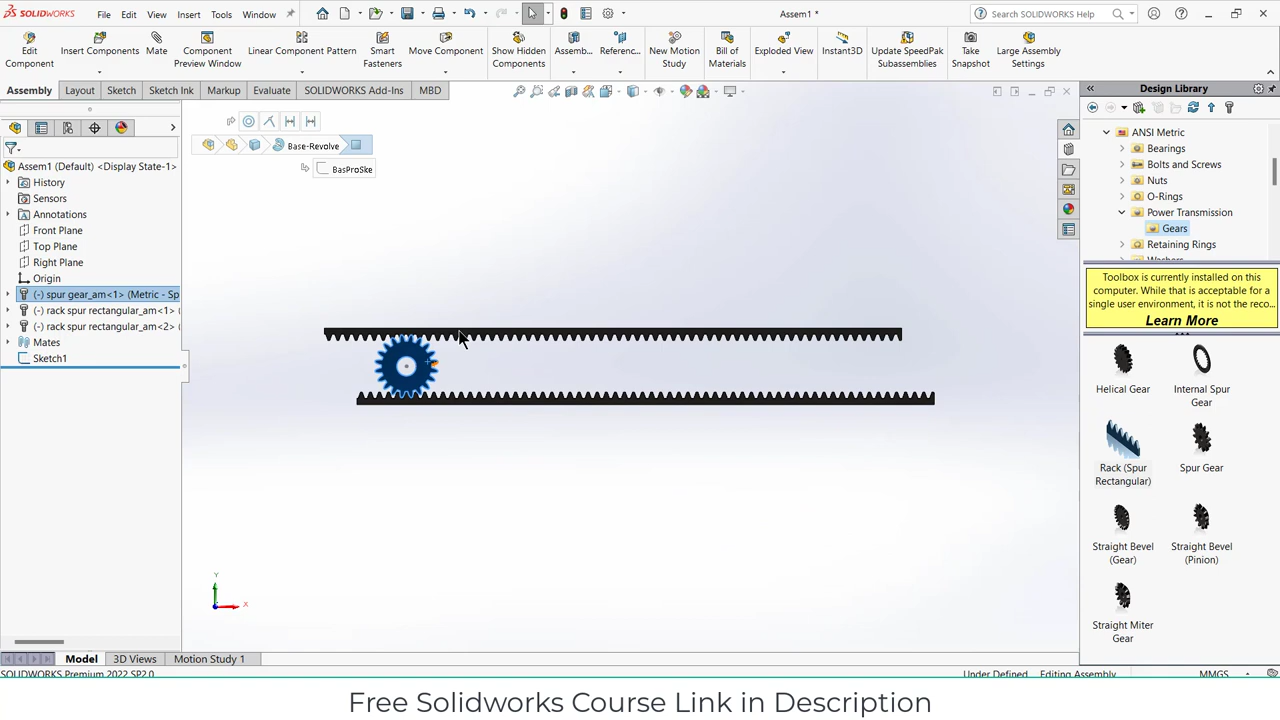 SOLIDWORKS File Edit View Insert Tools Window Assem1 * Search SOLIDWORKS Help
Edit Component
Insert Components
Mate
Component Preview Window
Linear Component Pattern
Smart Fasteners
Move Component
Show Hidden Components
Assemb...
Referenc...
New Motion Study
Bill of Materials
Exploded View
Instant3D
Update SpeedPak Subassemblies
Take Snapshot
Large Assembly Settings
Assembly Layout Sketch Sketch Ink Markup Evaluate SOLIDWORKS Add-Ins MBD
Assem1 (Default) <Display State-1>
History
Sensors
Annotations
Front Plane
Top Plane
Right Plane
Origin
(-) spur gear_am<1> (Metric - Sp
(-) rack spur rectangular_am<1> (
(-) rack spur rectangular_am<2> (
Mates
Sketch1
Base-Revolve
BasProSke
Y
X
Design Library
ANSI Metric
Bearings
Bolts and Screws
Nuts
O-Rings
Power Transmission
Gears
Retaining Rings
Toolbox is currently installed on this
computer. While that is acceptable for a
single user environment, it is not the reco...
Learn More
Helical Gear
Internal Spur
Gear
Rack (Spur
Rectangular)
Spur Gear
Straight Bevel
(Gear)
Straight Bevel
(Pinion)
Straight Miter
Gear
Model 3D Views Motion Study 1
SOLIDWORKS Premium 2022 SP2.0 Under Defined Editing Assembly MMGS
Free Solidworks Course Link in Description